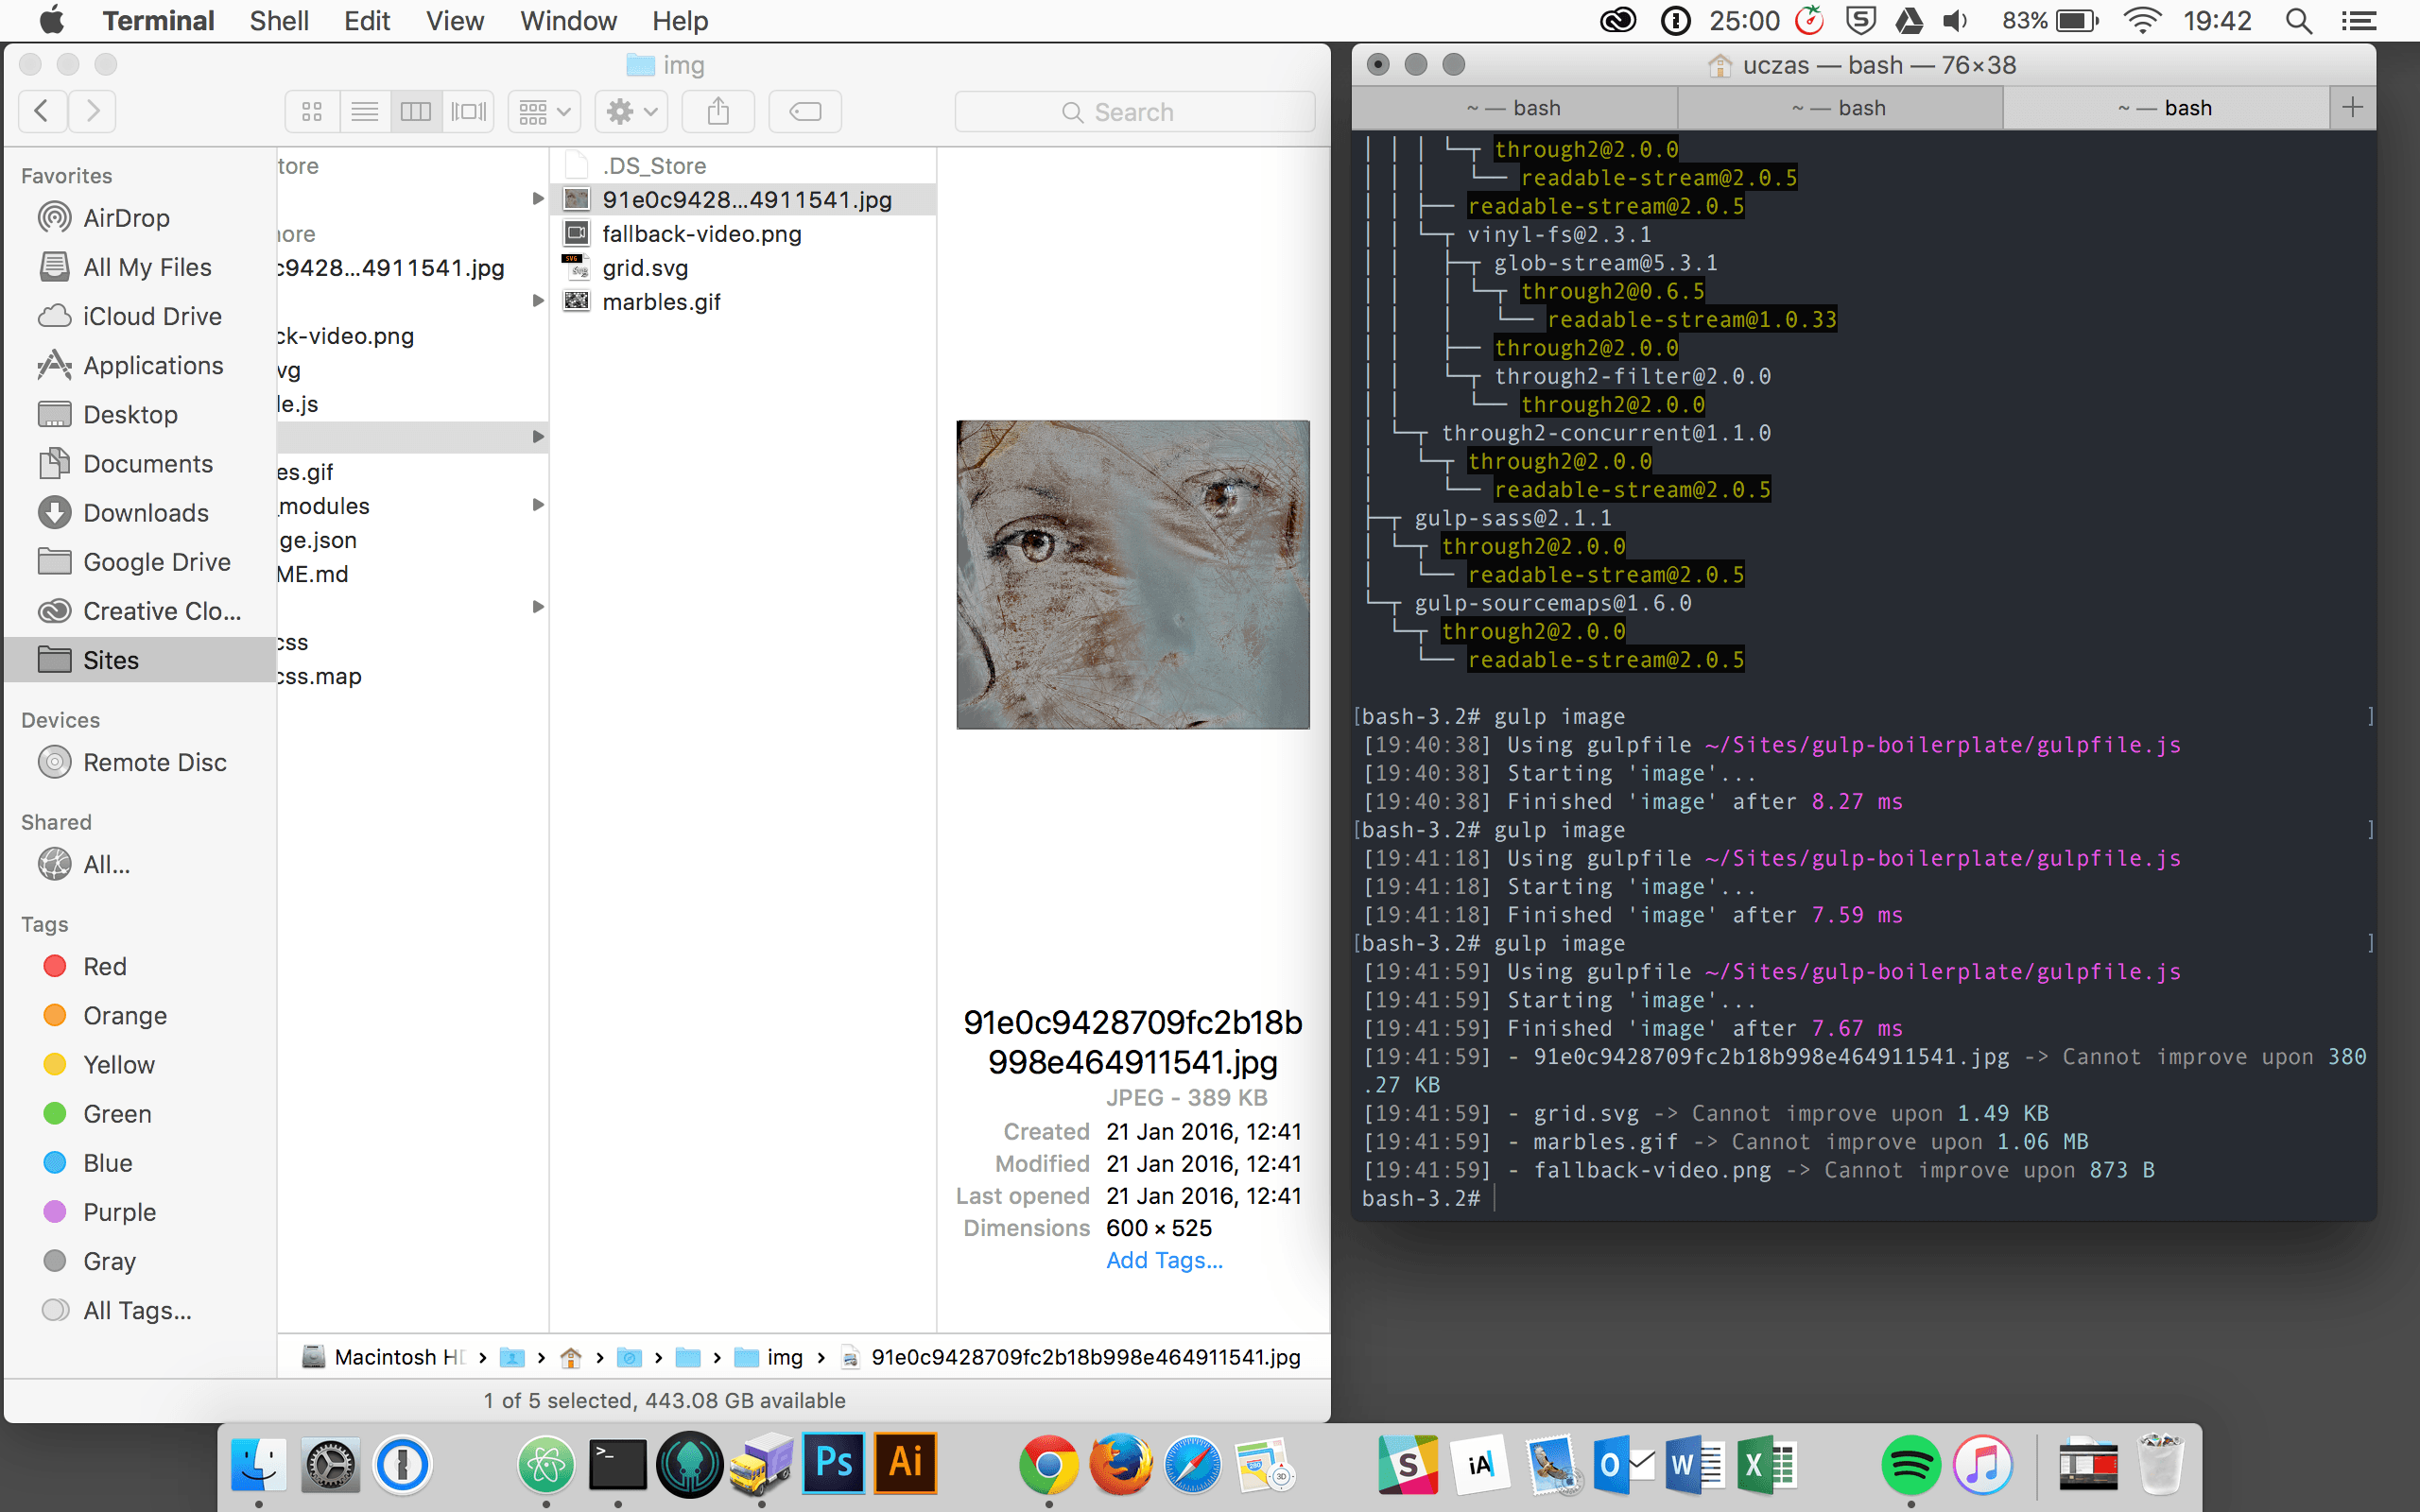 Terminal Shell Edit View Window Help
25:00 83% 19:42
img
Search
Favorites
AirDrop
All My Files
iCloud Drive
Applications
Desktop
Documents
Downloads
Google Drive
Creative Clo...
Sites
Devices
Remote Disc
Shared
All...
Tags
Red
Orange
Yellow
Green
Blue
Purple
Gray
All Tags...
tore
ore
c9428...4911541.jpg
ck-video.png
vg
le.js
es.gif
_modules
ge.json
ME.md
css
css.map
.DS_Store
91e0c9428...4911541.jpg
fallback-video.png
grid.svg
marbles.gif
91e0c9428709fc2b18b
998e464911541.jpg
JPEG - 389 KB
Created 21 Jan 2016, 12:41
Modified 21 Jan 2016, 12:41
Last opened 21 Jan 2016, 12:41
Dimensions 600 × 525
Add Tags...
Macintosh HD › › › › › img › 91e0c9428709fc2b18b998e464911541.jpg
1 of 5 selected, 443.08 GB available
uczas — bash — 76×38
~ — bash ~ — bash ~ — bash +
│ │ │ └─┬ through2@2.0.0
│ │ │   └── readable-stream@2.0.5
│ │ ├── readable-stream@2.0.5
│ │ └─┬ vinyl-fs@2.3.1
│ │   ├─┬ glob-stream@5.3.1
│ │   │ └─┬ through2@0.6.5
│ │   │   └── readable-stream@1.0.33
│ │   ├── through2@2.0.0
│ │   └─┬ through2-filter@2.0.0
│ │     └── through2@2.0.0
│ └─┬ through2-concurrent@1.1.0
│   └─┬ through2@2.0.0
│     └── readable-stream@2.0.5
├─┬ gulp-sass@2.1.1
│ └─┬ through2@2.0.0
│   └── readable-stream@2.0.5
└─┬ gulp-sourcemaps@1.6.0
  └─┬ through2@2.0.0
    └── readable-stream@2.0.5
[bash-3.2# gulp image ]
[19:40:38] Using gulpfile ~/Sites/gulp-boilerplate/gulpfile.js
[19:40:38] Starting 'image'...
[19:40:38] Finished 'image' after 8.27 ms
[bash-3.2# gulp image ]
[19:41:18] Using gulpfile ~/Sites/gulp-boilerplate/gulpfile.js
[19:41:18] Starting 'image'...
[19:41:18] Finished 'image' after 7.59 ms
[bash-3.2# gulp image ]
[19:41:59] Using gulpfile ~/Sites/gulp-boilerplate/gulpfile.js
[19:41:59] Starting 'image'...
[19:41:59] Finished 'image' after 7.67 ms
[19:41:59] - 91e0c9428709fc2b18b998e464911541.jpg -> Cannot improve upon 380
.27 KB
[19:41:59] - grid.svg -> Cannot improve upon 1.49 KB
[19:41:59] - marbles.gif -> Cannot improve upon 1.06 MB
[19:41:59] - fallback-video.png -> Cannot improve upon 873 B
bash-3.2#
>_ Ps Ai 280 3D S iA O W X